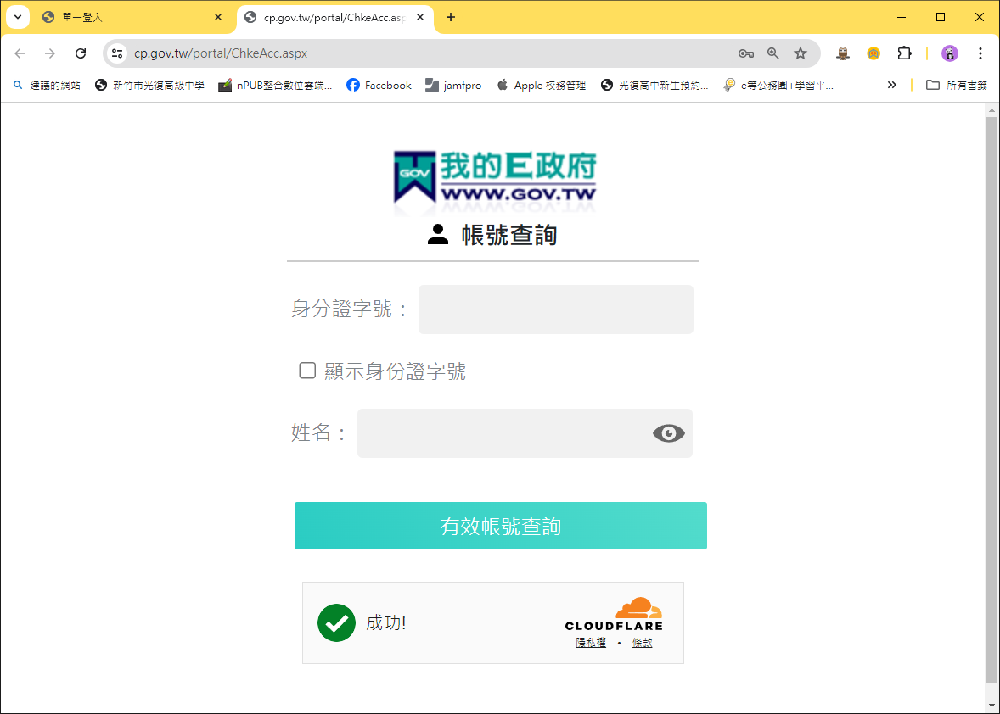 單一登入
cp.gov.tw/portal/ChkeAcc.asp
cp.gov.tw/portal/ChkeAcc.aspx
建議的網站 新竹市光復高級中學 nPUB整合數位雲端... Facebook jamfpro Apple 校務管理 光復高中新生預約... e等公務園+學習平... 所有書籤
GOV 我的E政府
WWW.GOV.TW
帳號查詢
身分證字號：
顯示身份證字號
姓名：
有效帳號查詢
成功!
CLOUDFLARE
隱私權 • 條款